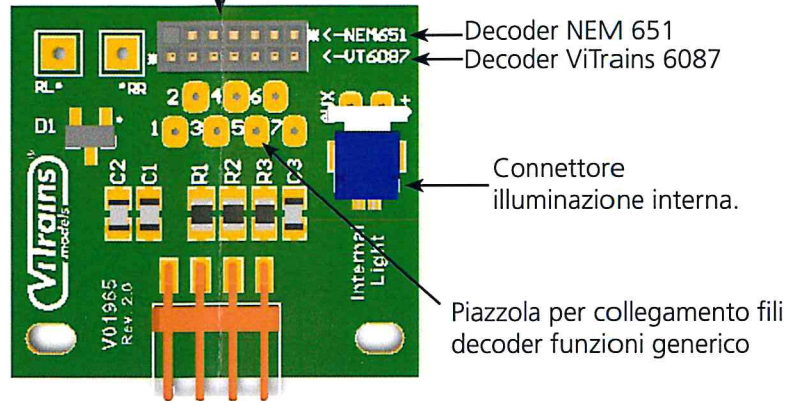 *<-NEM651
Decoder NEM 651
*
<-VT6087
Decoder ViTrains 6087
RL*
*RR
2 4 6
AUX
+
D1
*
1 3 5 7
Connettore
illuminazione interna.
C2
C1
R1
R2
R3
C3
ViTrains
models
Internal
Light
V01965
Rev. 2.0
Piazzola per collegamento fili
decoder funzioni generico